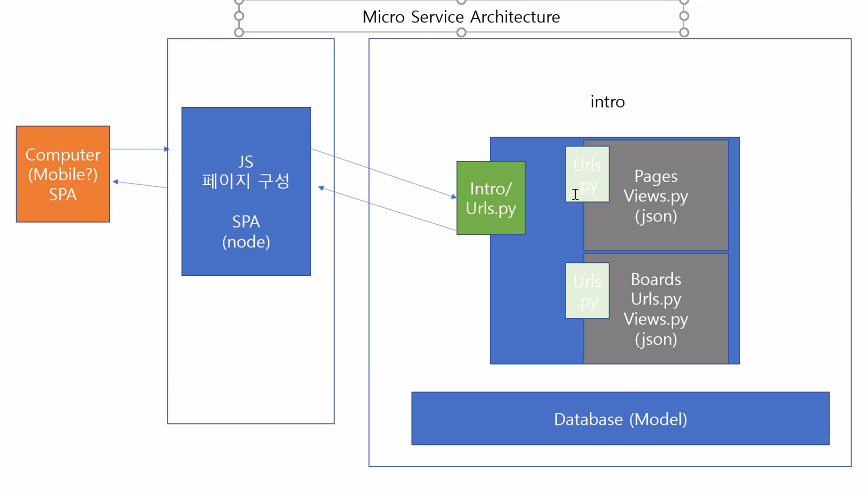 Micro Service Architecture
intro
Computer
(Mobile?)
SPA
JS
페이지 구성
SPA
(node)
Intro/
Urls.py
Urls
.py
Pages
Views.py
(json)
Urls
.py
Boards
Urls.py
Views.py
(json)
Database (Model)